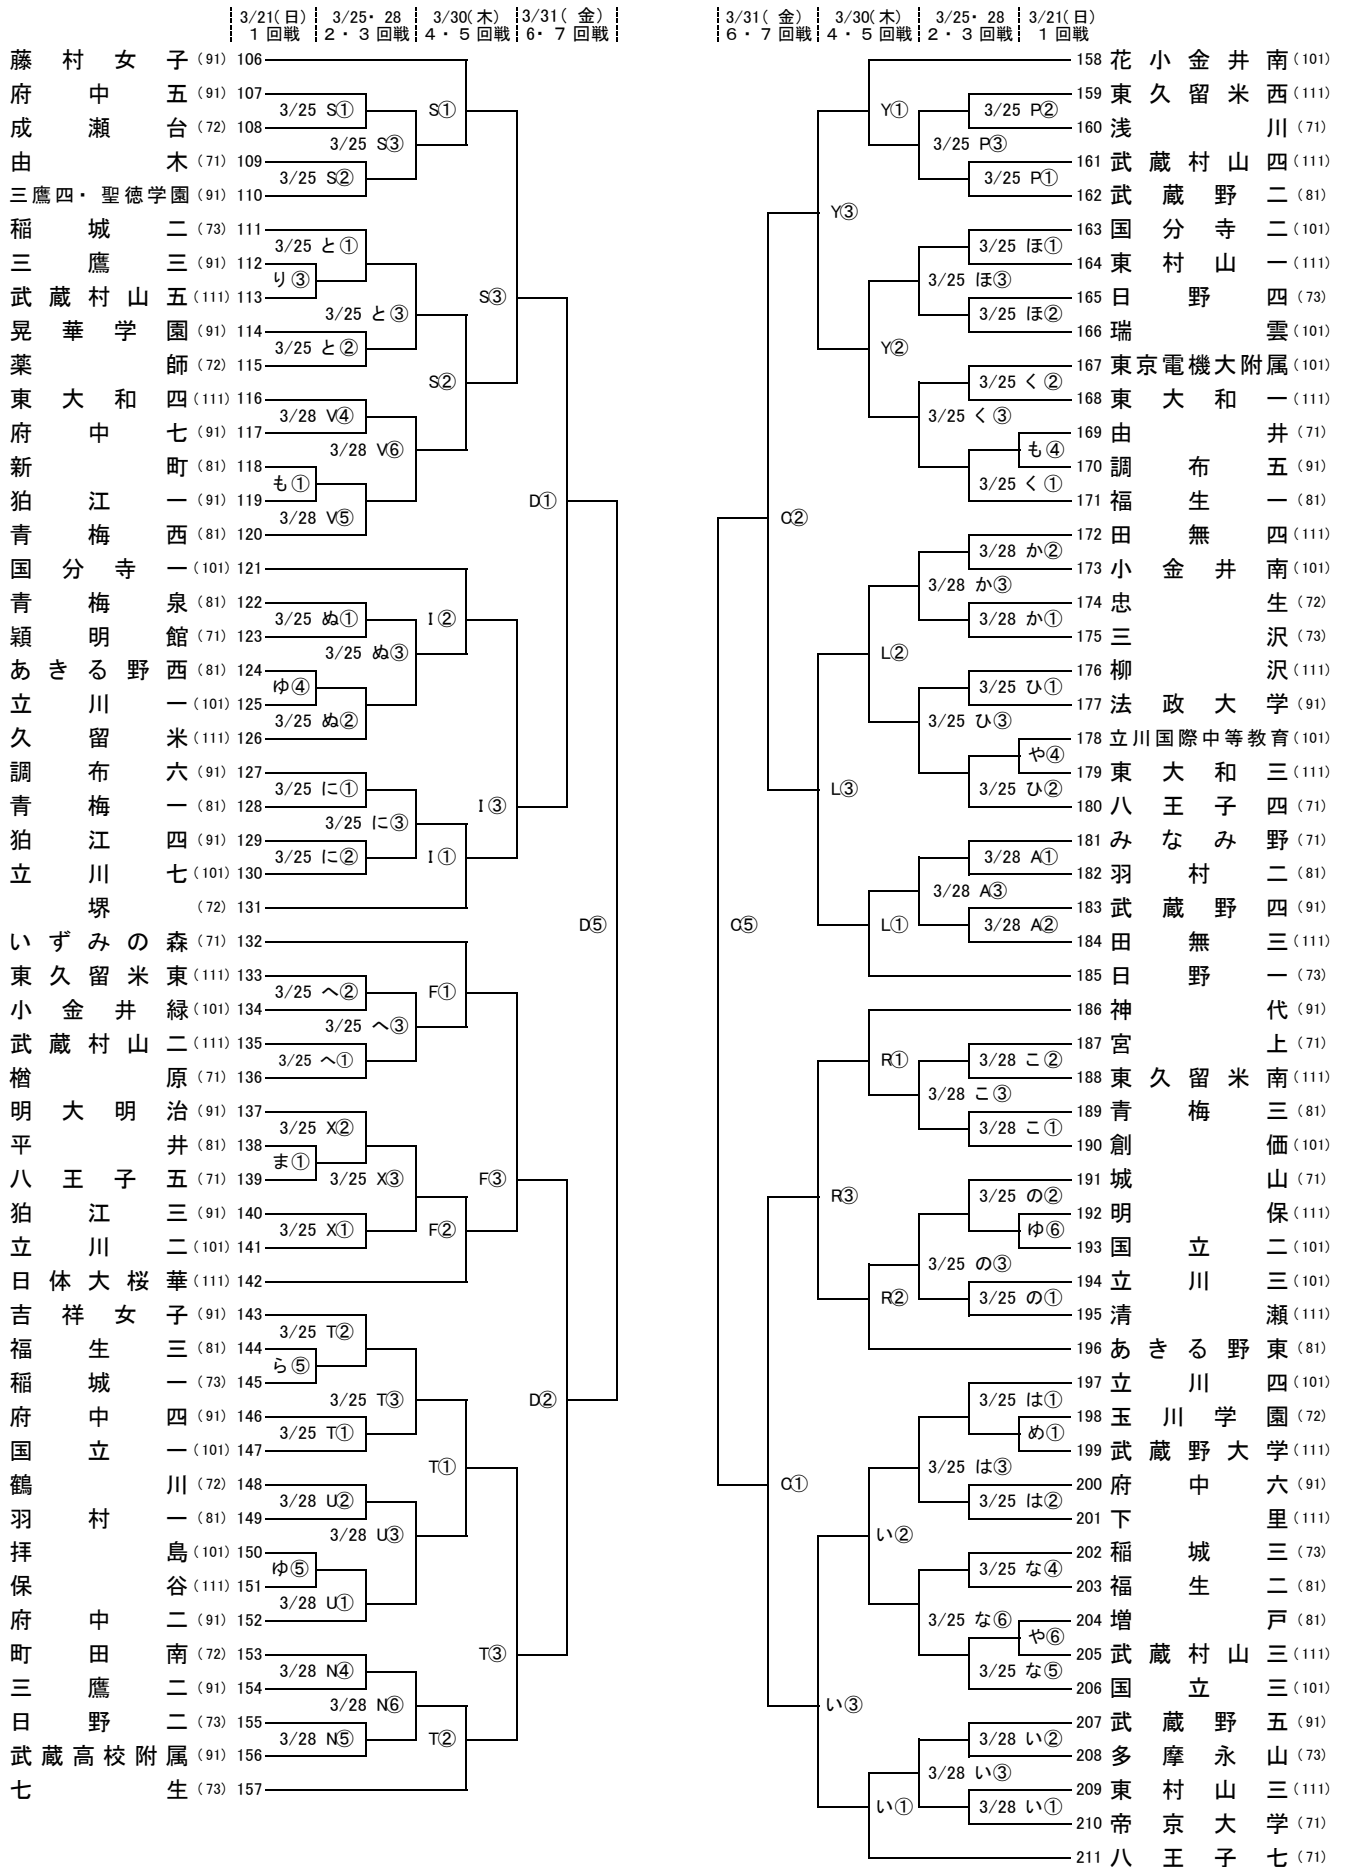 3/21(日) 3/25・28 3/30(木) 3/31(金)
1回戦 2・3回戦 4・5回戦 6・7回戦
藤村女子(91) 106
府中五(91) 107
3/25 S① S①
成瀬台(72) 108
3/25 S③
由木(71) 109
3/25 S②
三鷹四・聖徳学園(91) 110
稲城二(73) 111
3/25 と①
三鷹三(91) 112
り③
武蔵村山五(111) 113
S③
3/25 と③
晃華学園(91) 114
3/25 と②
薬師(72) 115
S②
東大和四(111) 116
3/28 V④
府中七(91) 117
3/28 V⑥
新町(81) 118
も①
狛江一(91) 119
D①
3/28 V⑤
青梅西(81) 120
国分寺一(101) 121
青梅泉(81) 122
3/25 ぬ① I②
穎明館(71) 123
3/25 ぬ③
あきる野西(81) 124
ゆ④
立川一(101) 125
3/25 ぬ②
久留米(111) 126
調布六(91) 127
3/25 に①
青梅一(81) 128
I③
3/25 に③
狛江四(91) 129
3/25 に② I①
立川七(101) 130
堺(72) 131
D⑤
いずみの森(71) 132
東久留米東(111) 133
3/25 へ② F①
小金井緑(101) 134
3/25 へ③
武蔵村山二(111) 135
3/25 へ①
楢原(71) 136
明大明治(91) 137
3/25 X②
平井(81) 138
ま①
八王子五(71) 139
3/25 X③ F③
狛江三(91) 140
3/25 X① F②
立川二(101) 141
日体大桜華(111) 142
吉祥女子(91) 143
3/25 T②
福生三(81) 144
ら⑤
稲城一(73) 145
3/25 T③ D②
府中四(91) 146
3/25 T①
国立一(101) 147
T①
鶴川(72) 148
3/28 U②
羽村一(81) 149
3/28 U③
拝島(101) 150
ゆ⑤
保谷(111) 151
3/28 U①
府中二(91) 152
町田南(72) 153
T③
3/28 N④
三鷹二(91) 154
3/28 N⑥
日野二(73) 155
3/28 N⑤ T②
武蔵高校附属(91) 156
七生(73) 157
3/31(金) 3/30(木) 3/25・28 3/21(日)
6・7回戦 4・5回戦 2・3回戦 1回戦
158 花小金井南(101)
159 東久留米西(111)
Y① 3/25 P②
160 浅川(71)
3/25 P③
161 武蔵村山四(111)
3/25 P①
162 武蔵野二(81)
Y③
163 国分寺二(101)
3/25 ほ①
164 東村山一(111)
3/25 ほ③
165 日野四(73)
3/25 ほ②
166 瑞雲(101)
Y②
167 東京電機大附属(101)
3/25 く②
168 東大和一(111)
3/25 く③
169 由井(71)
も④
170 調布五(91)
3/25 く①
171 福生一(81)
C②
172 田無四(111)
3/28 か②
173 小金井南(101)
3/28 か③
174 忠生(72)
3/28 か①
175 三沢(73)
L②
176 柳沢(111)
3/25 ひ①
177 法政大学(91)
3/25 ひ③
178 立川国際中等教育(101)
や④
179 東大和三(111)
L③ 3/25 ひ②
180 八王子四(71)
181 みなみ野(71)
3/28 A①
182 羽村二(81)
3/28 A③
183 武蔵野四(91)
C⑤ L① 3/28 A②
184 田無三(111)
185 日野一(73)
186 神代(91)
187 宮上(71)
R① 3/28 こ②
188 東久留米南(111)
3/28 こ③
189 青梅三(81)
3/28 こ①
190 創価(101)
191 城山(71)
R③ 3/25 の②
192 明保(111)
ゆ⑥
193 国立二(101)
3/25 の③
194 立川三(101)
R② 3/25 の①
195 清瀬(111)
196 あきる野東(81)
197 立川四(101)
3/25 は①
198 玉川学園(72)
め①
199 武蔵野大学(111)
3/25 は③
C①
200 府中六(91)
3/25 は②
201 下里(111)
い②
202 稲城三(73)
3/25 な④
203 福生二(81)
3/25 な⑥
204 増戸(81)
や⑥
205 武蔵村山三(111)
3/25 な⑤
206 国立三(101)
い③
207 武蔵野五(91)
3/28 い②
208 多摩永山(73)
3/28 い③
209 東村山三(111)
い① 3/28 い①
210 帝京大学(71)
211 八王子七(71)